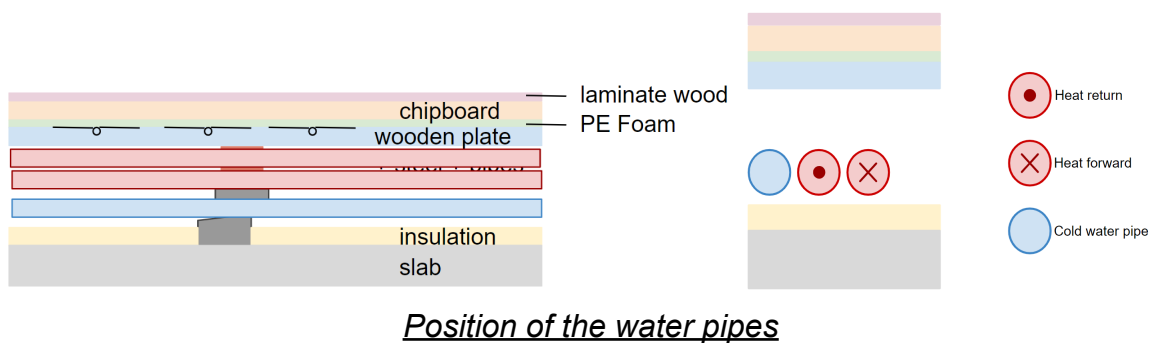 laminate wood
chipboard
PE Foam
wooden plate
insulation
slab
Heat return
Heat forward
Cold water pipe
Position of the water pipes